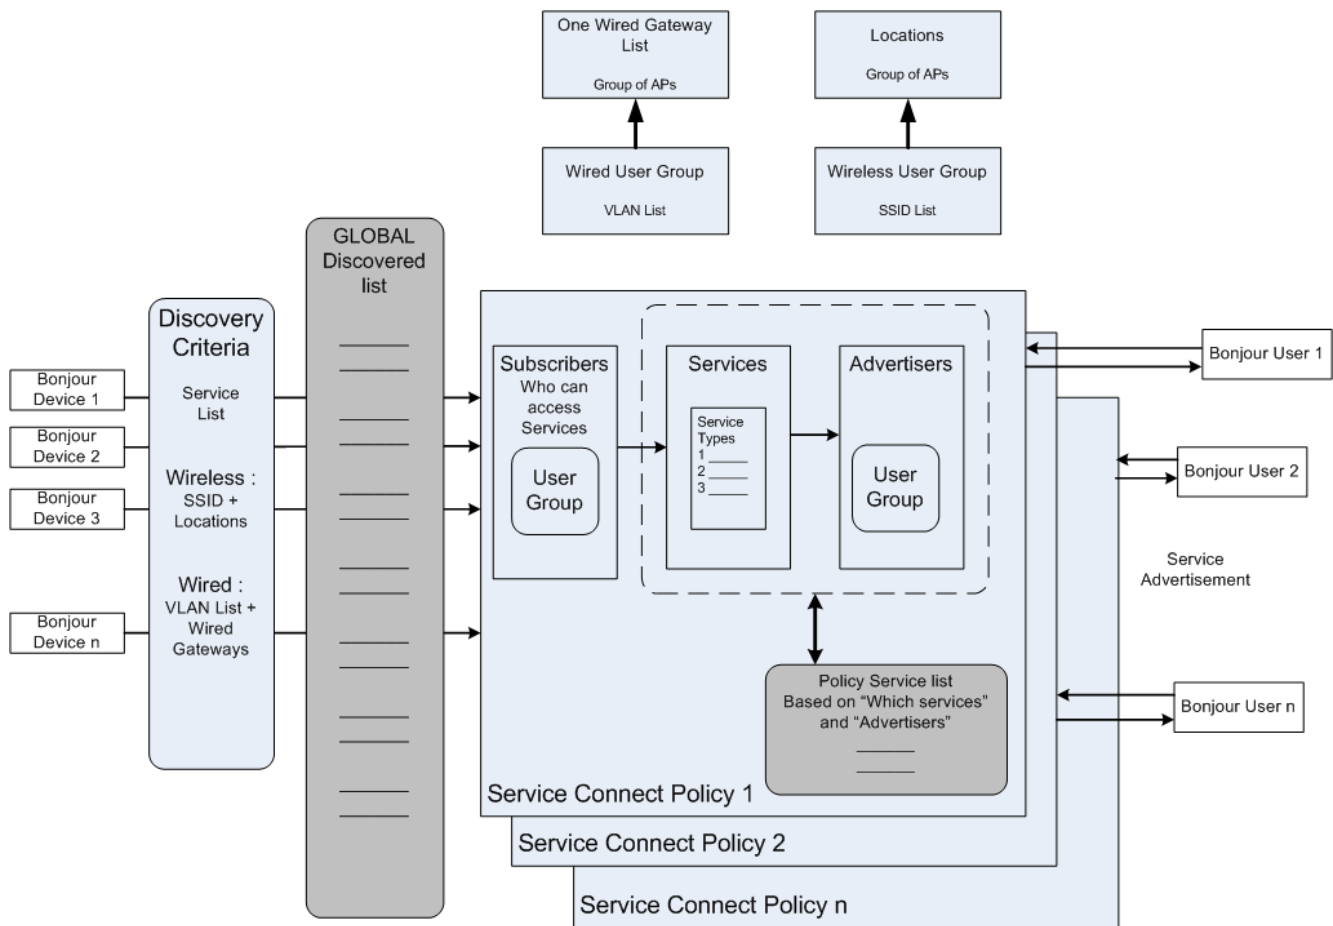 One Wired Gateway
List
Group of APs
Locations
Group of APs
Wired User Group
VLAN List
Wireless User Group
SSID List
GLOBAL
Discovered
list
Discovery
Criteria
Service
List
Wireless :
SSID +
Locations
Wired :
VLAN List +
Wired
Gateways
Bonjour
Device 1
Bonjour
Device 2
Bonjour
Device 3
Bonjour
Device n
Subscribers
Who can
access
Services
User
Group
Services
Service
Types
1
2
3
Advertisers
User
Group
Policy Service list
Based on “Which services”
and “Advertisers”
Service Connect Policy 1
Service Connect Policy 2
Service Connect Policy n
Bonjour User 1
Bonjour User 2
Service
Advertisement
Bonjour User n